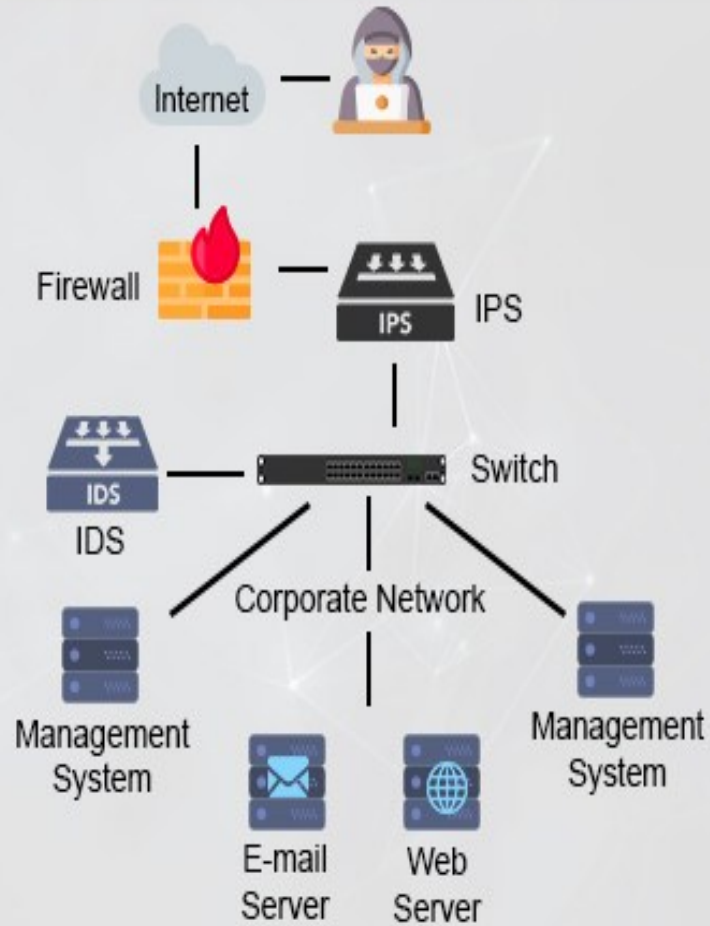 Internet
Firewall
IPS
IPS
IDS
IDS
Switch
Corporate Network
Management
System
Management
System
E-mail
Server
Web
Server